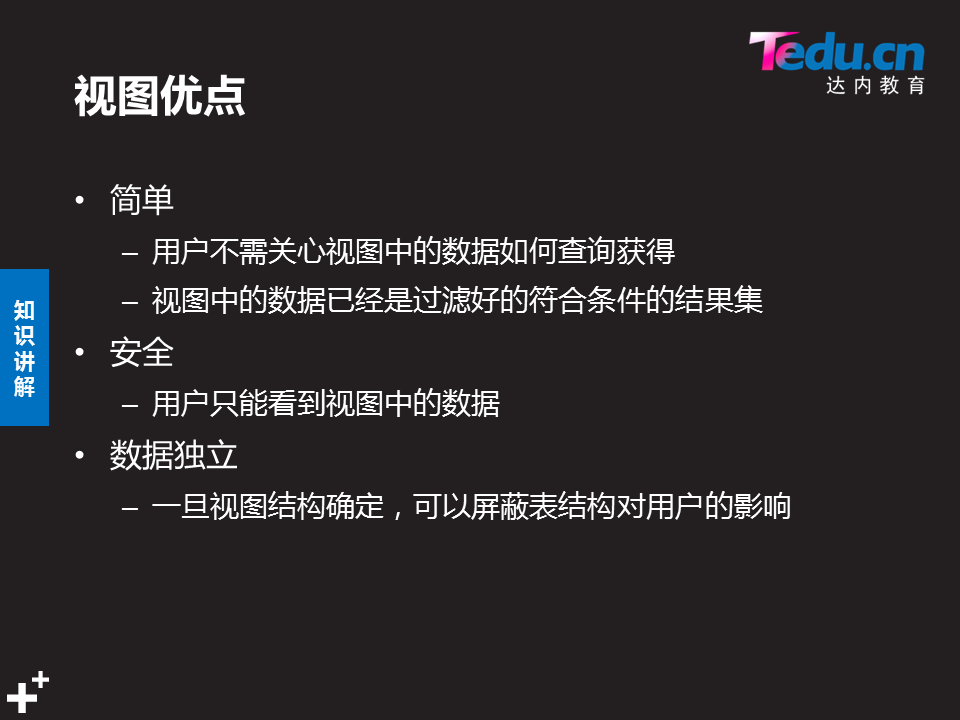 Tedu.cn
达内教育
视图优点
• 简单
– 用户不需关心视图中的数据如何查询获得
– 视图中的数据已经是过滤好的符合条件的结果集
• 安全
– 用户只能看到视图中的数据
• 数据独立
– 一旦视图结构确定，可以屏蔽表结构对用户的影响
知识讲解